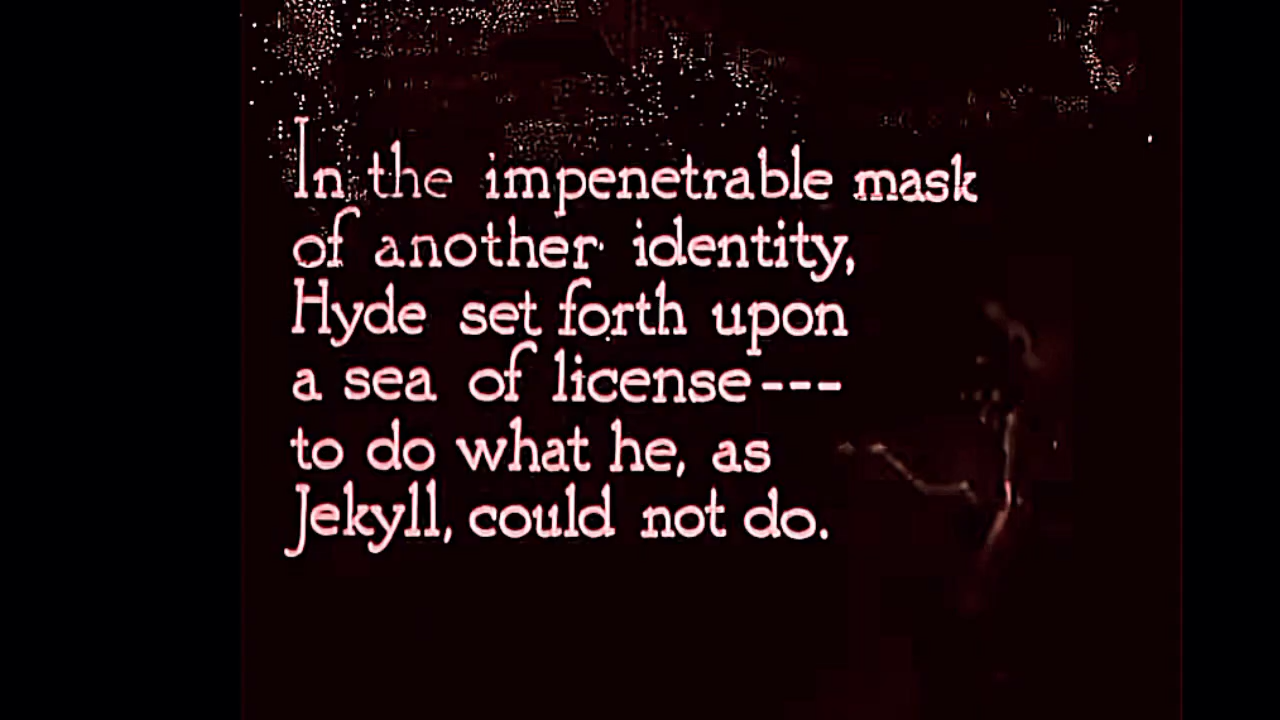 In the impenetrable mask
of another identity,
Hyde set forth upon
a sea of license---
to do what he, as
Jekyll, could not do.